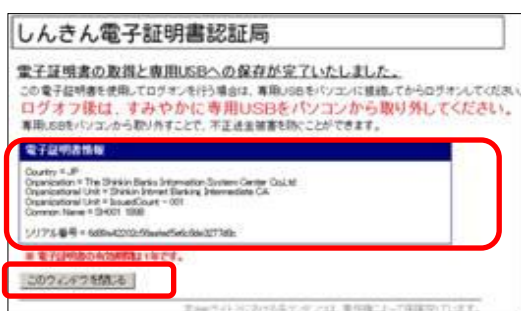 しんきん電子証明書認証局
電子証明書の取得と専用USBへの保存が完了いたしました。
この電子証明書を使用してログオンを行う場合は、専用USBをパソコンに接続してからログオンしてください
ログオフ後は、すみやかに専用USBをパソコンから取り外してください。
専用USBをパソコンから取り外すことで、不正送金被害を防ぐことができます。
電子証明書情報
Country = JP
Organization = The Shinkin Banks Information System Center Co.,Ltd
Organizational Unit = Shinkin Internet Banking Intermediate CA
Organizational Unit = IssuedCount - 001
Common Name = SH001
シリアル番号 =
※ 電子証明書の有効期間は1年です。
このウィンドウを閉じる